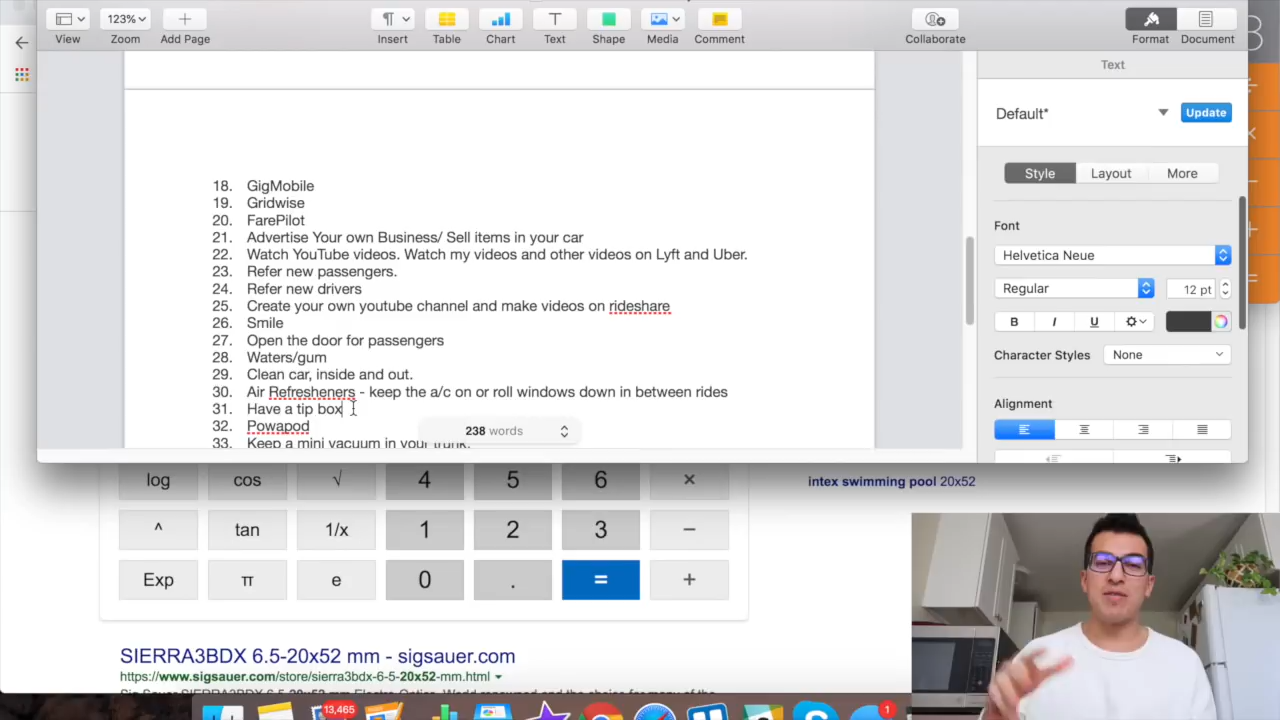 123%
View
Zoom
Add Page
Insert
Table
Chart
Text
Shape
Media
Comment
Collaborate
Format
Document
Text
Default*
Update
Style
Layout
More
Font
Helvetica Neue
Regular
12 pt
B
I
U
Character Styles
None
Alignment
18. GigMobile
19. Gridwise
20. FarePilot
21. Advertise Your own Business/ Sell items in your car
22. Watch YouTube videos. Watch my videos and other videos on Lyft and Uber.
23. Refer new passengers.
24. Refer new drivers
25. Create your own youtube channel and make videos on rideshare
26. Smile
27. Open the door for passengers
28. Waters/gum
29. Clean car, inside and out.
30. Air Refresheners - keep the a/c on or roll windows down in between rides
31. Have a tip box
32. Powapod
33. Keep a mini vacuum in your trunk.
238 words
log cos √ 4 5 6 ×
^ tan 1/x 1 2 3 −
Exp π e 0 . = +
intex swimming pool 20x52
SIERRA3BDX 6.5-20x52 mm - sigsauer.com
https://www.sigsauer.com/store/sierra3bdx-6-5-20x52-mm.html
13,465
1